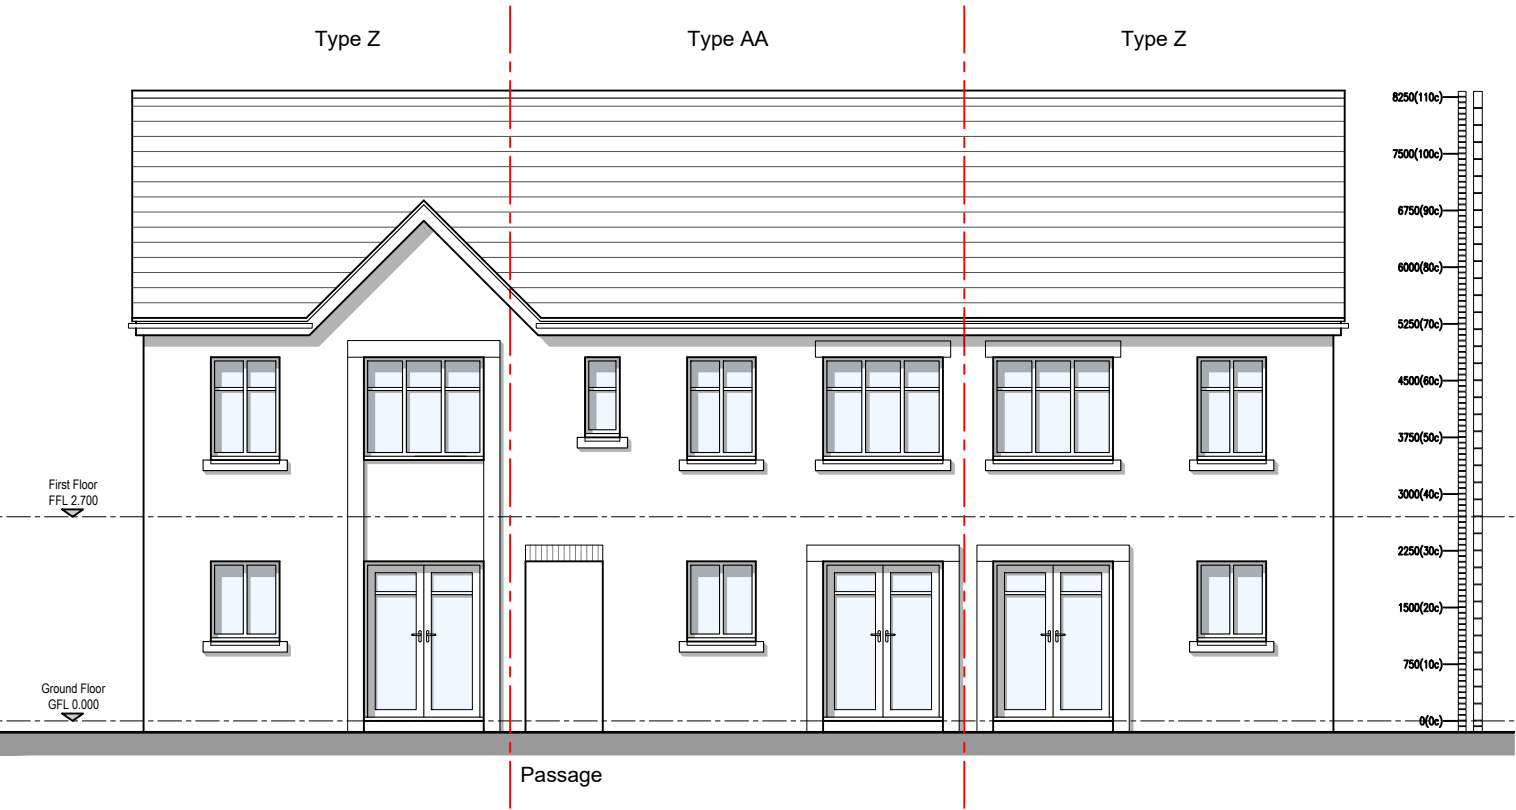 Type Z
Type AA
Type Z
8250(110c)
7500(100c)
6750(90c)
6000(80c)
5250(70c)
4500(60c)
3750(50c)
3000(40c)
2250(30c)
1500(20c)
750(10c)
0(0c)
First Floor
FFL 2.700
Ground Floor
GFL 0.000
Passage